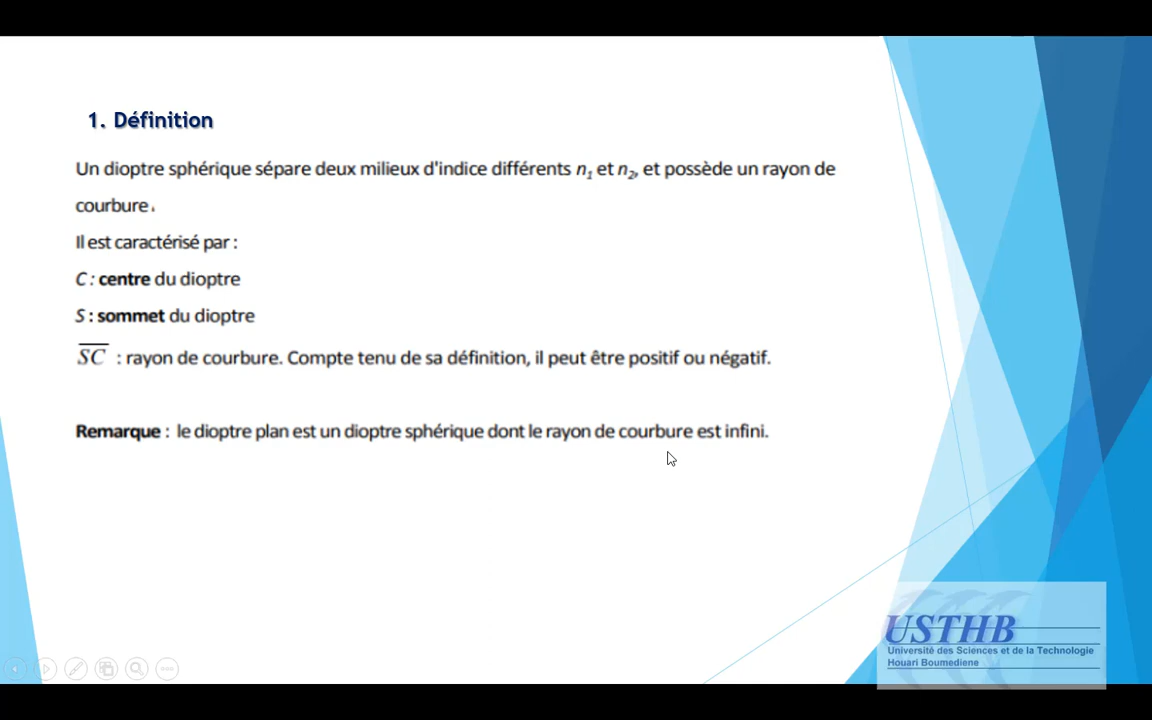 1. Définition
Un dioptre sphérique sépare deux milieux d'indice différents n₁ et n₂, et possède un rayon de
courbure.
Il est caractérisé par :
C : centre du dioptre
S : sommet du dioptre
S̅C̅ : rayon de courbure. Compte tenu de sa définition, il peut être positif ou négatif.
Remarque : le dioptre plan est un dioptre sphérique dont le rayon de courbure est infini.
USTHB
Université des Sciences et de la Technologie
Houari Boumediene